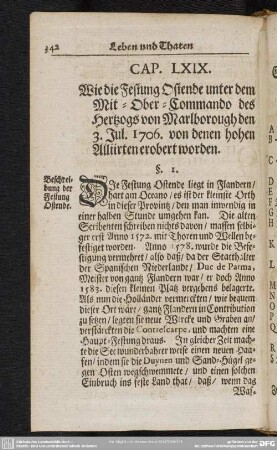 342 Leben und Thaten
CAP. LXIX.
Wie die Festung Ostende unter dem
Mit-Ober-Commando des
Hertzogs von Marlborough den
3. Jul. 1706. von denen hohen
Alliirten erobert worden.
§. 1.
Beschrei-
bung der
Festung
Ostende.
DIe Festung Ostende liegt in Flandern/
hart am Oceano/ es ist der kleinste Orth
in dieser Provintz/ den man inwendig in
einer halben Stunde umgehen kan. Die alten
Scribenten schreiben nichts davon/ massen selbi-
ger erst Anno 1572. mit Thoren und Wellen be-
festiget worden. Anno 1578. wurde die Befe-
stigung vermehret/ also daß/ da der Statthalter
der Spanischen Niederlande/ Duc de Parma,
Meister von gantz Flandern war/ er doch Anno
1583. diesen kleinen Platz vergebens belagerte.
Als nun die Holländer vermerckten/ wie bequem
dieser Ort wäre/ gantz Flandern in Contribution
zu setzen/ legten sie neue Wercke und Graben an/
verstärckten die Contrescarpe, und machten eine
Haupt-Festung draus. In gleicher Zeit mach-
te die See wunderbahrer weise einen neuen Haa-
fen/ indem sie die Duynen und Sand-Hügel ge-
gen Osten wegschwemmete/ und einen solchen
Einbruch ins feste Land that/ daß/ wenn das
Was-